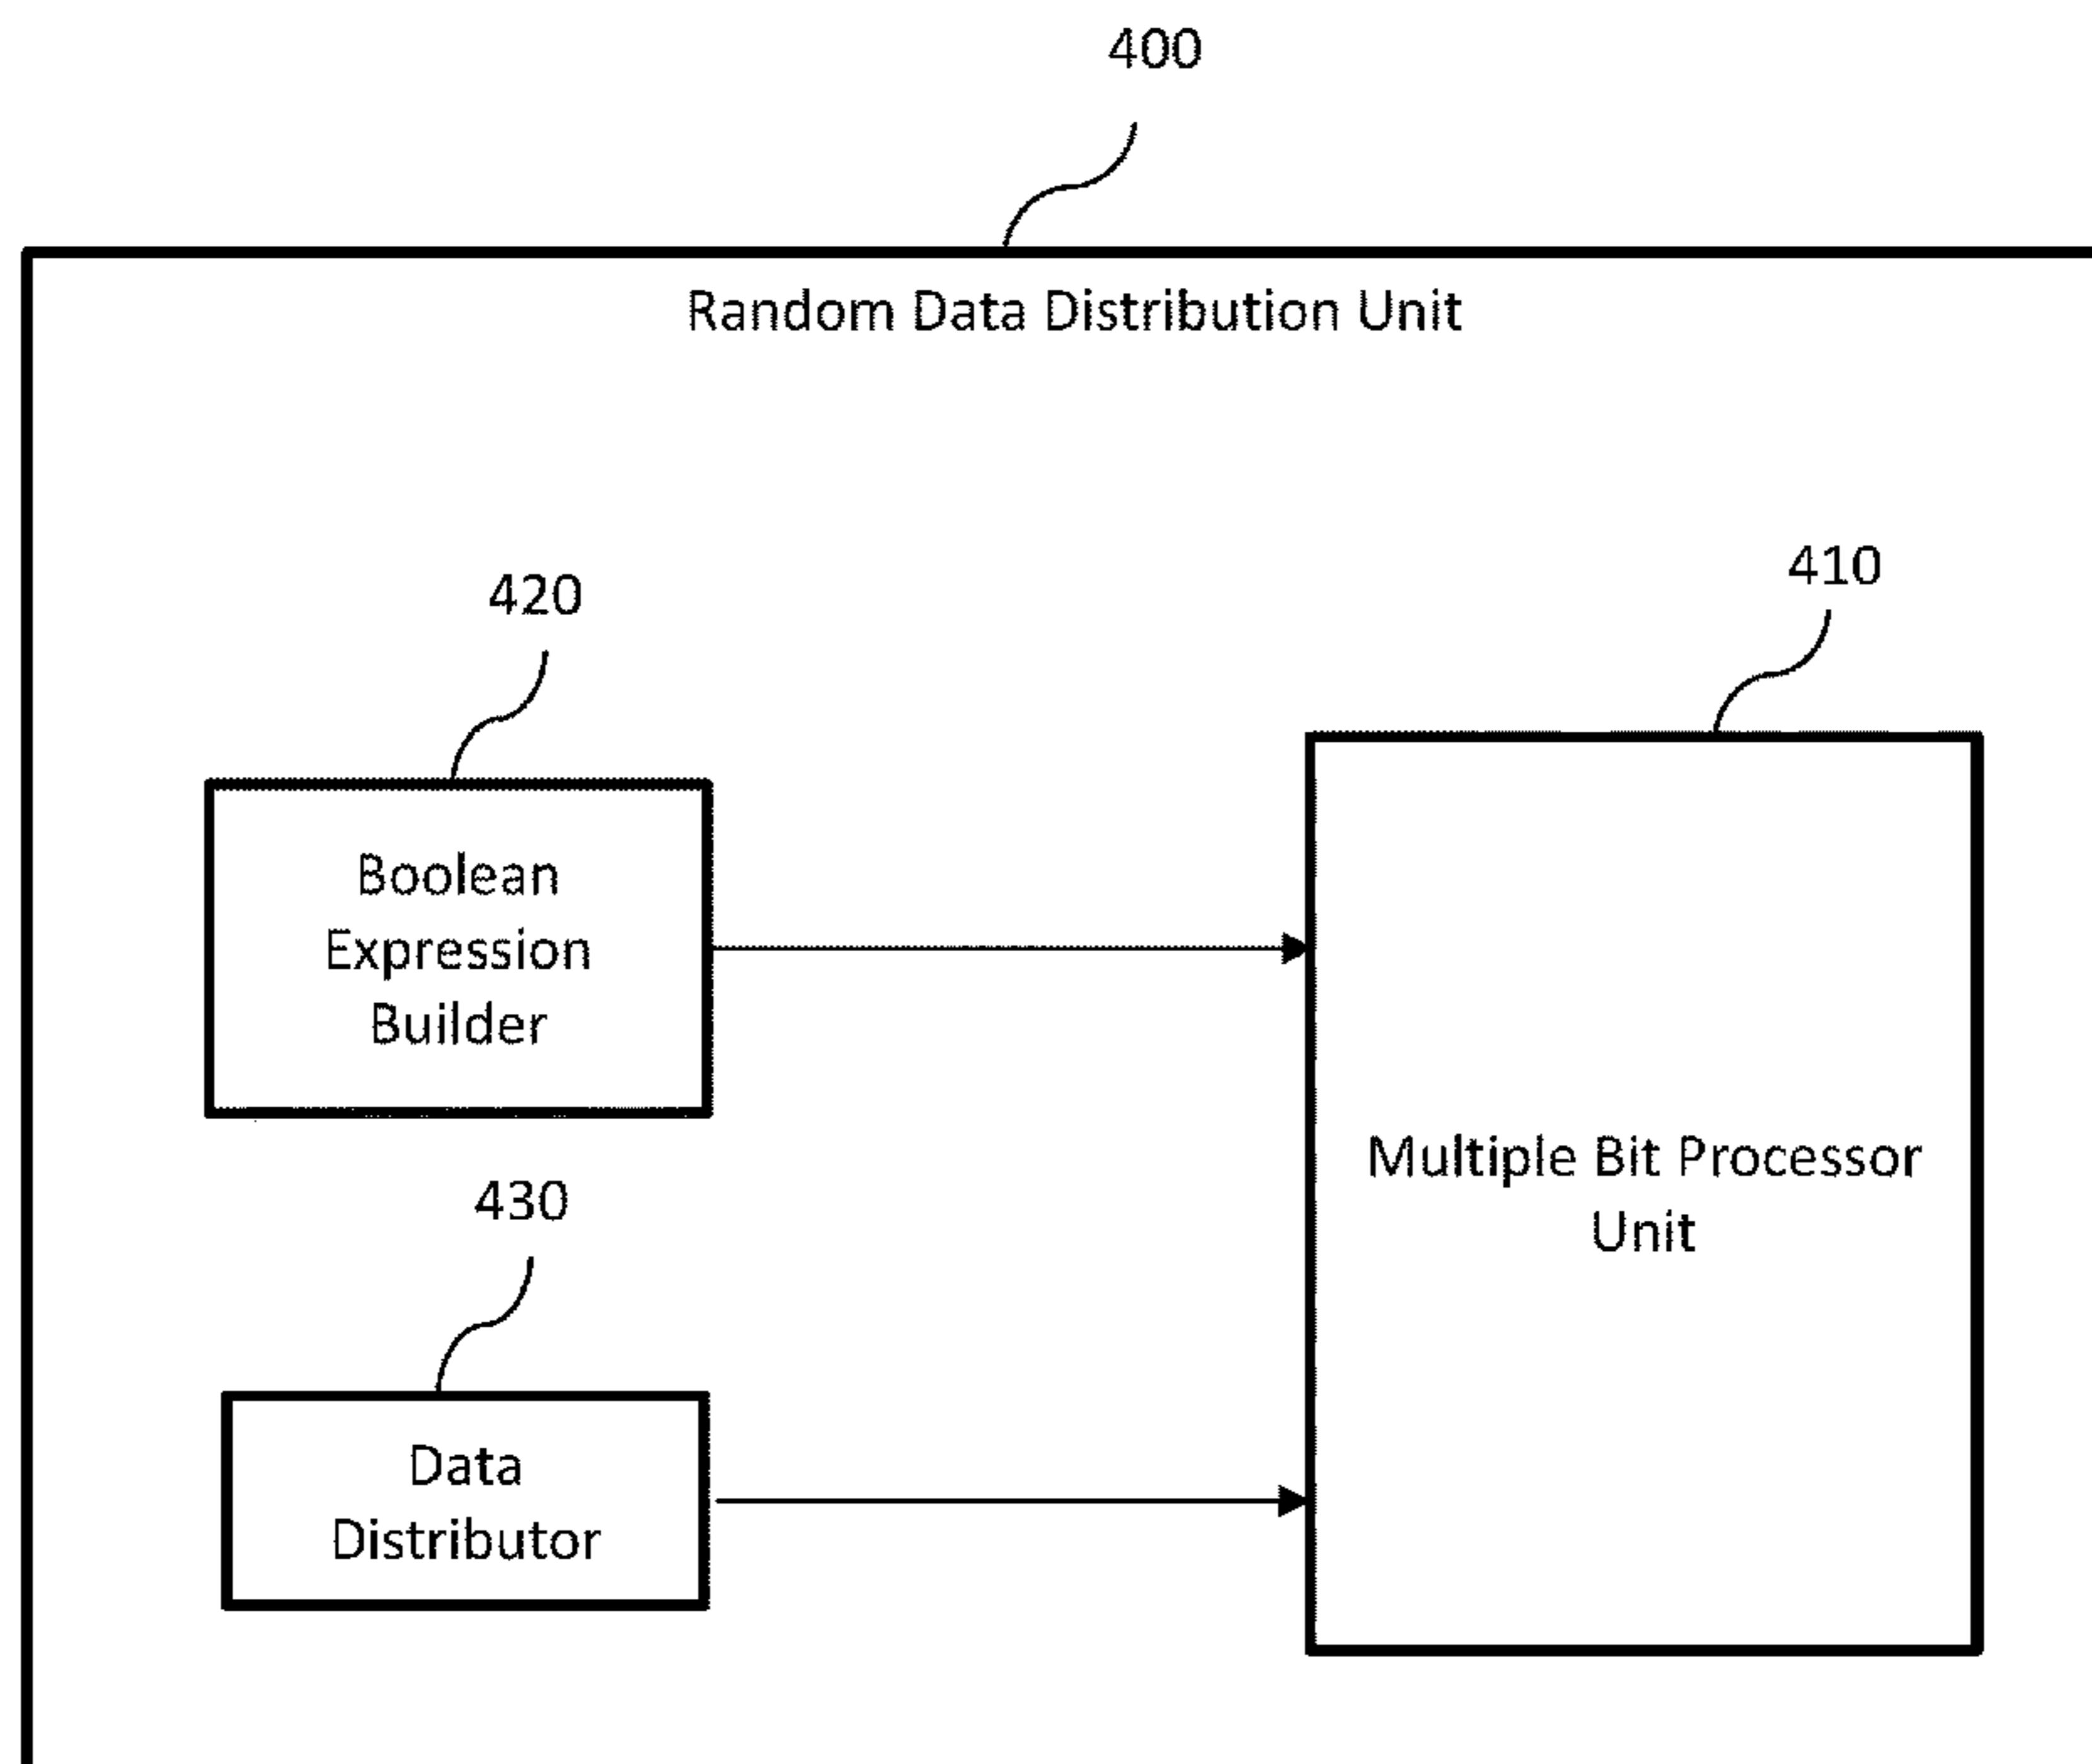 400
Random Data Distribution Unit
420
410
Boolean
Expression
Builder
Multiple Bit Processor
Unit
430
Data
Distributor